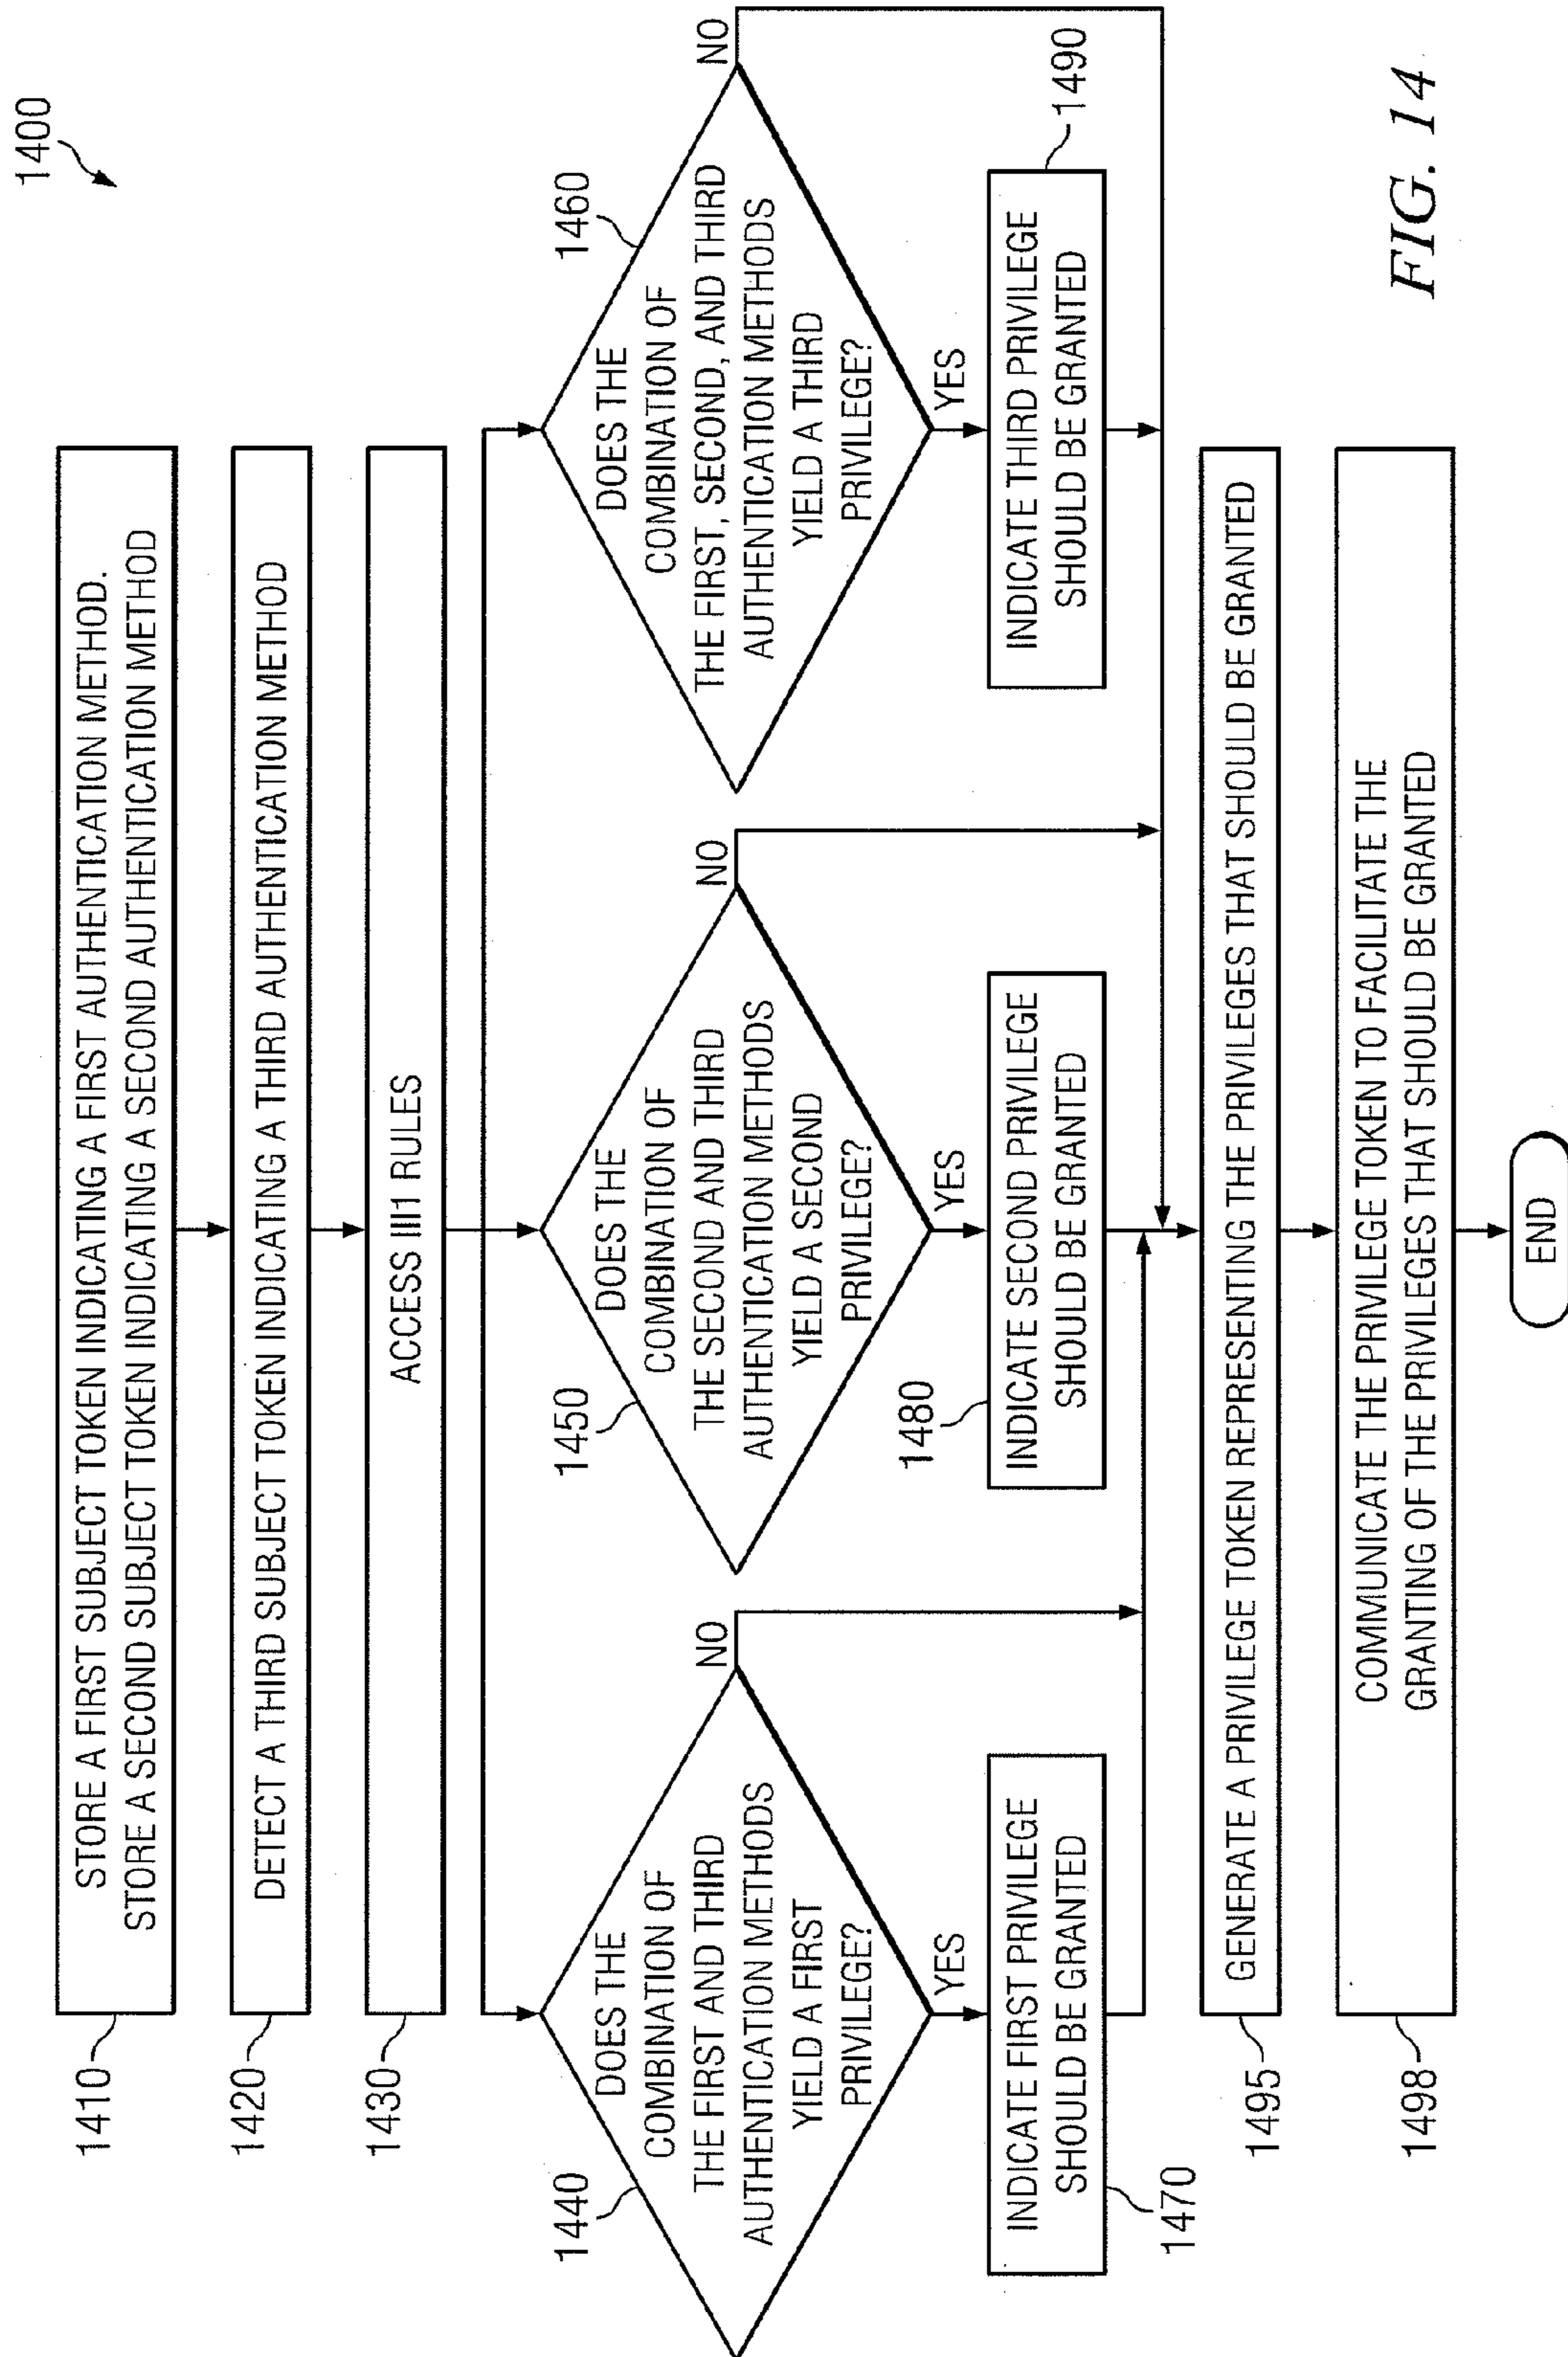 1400
1410
STORE A FIRST SUBJECT TOKEN INDICATING A FIRST AUTHENTICATION METHOD.
STORE A SECOND SUBJECT TOKEN INDICATING A SECOND AUTHENTICATION METHOD
1420
DETECT A THIRD SUBJECT TOKEN INDICATING A THIRD AUTHENTICATION METHOD
1430
ACCESS III1 RULES
1440
DOES THE
COMBINATION OF
THE FIRST AND THIRD
AUTHENTICATION METHODS
YIELD A FIRST
PRIVILEGE?
NO
YES
1470
INDICATE FIRST PRIVILEGE
SHOULD BE GRANTED
1450
DOES THE
COMBINATION OF
THE SECOND AND THIRD
AUTHENTICATION METHODS
YIELD A SECOND
PRIVILEGE?
NO
YES
1480
INDICATE SECOND PRIVILEGE
SHOULD BE GRANTED
1460
DOES THE
COMBINATION OF
THE FIRST, SECOND, AND THIRD
AUTHENTICATION METHODS
YIELD A THIRD
PRIVILEGE?
NO
YES
1490
INDICATE THIRD PRIVILEGE
SHOULD BE GRANTED
1495
GENERATE A PRIVILEGE TOKEN REPRESENTING THE PRIVILEGES THAT SHOULD BE GRANTED
1498
COMMUNICATE THE PRIVILEGE TOKEN TO FACILITATE THE
GRANTING OF THE PRIVILEGES THAT SHOULD BE GRANTED
END
FIG. 14